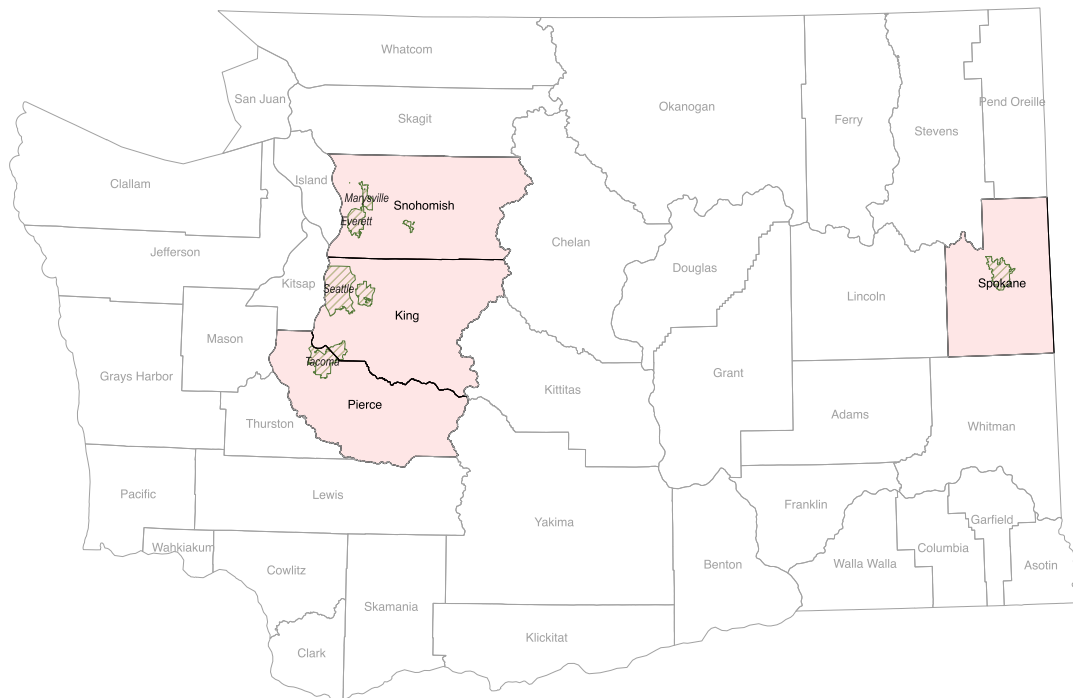 Whatcom
San Juan
Skagit
Okanogan
Ferry
Stevens
Pend Oreille
Clallam
Island
Marysville
Snohomish
Everett
Jefferson
Chelan
Douglas
Kitsap
Seattle
King
Lincoln
Spokane
Mason
Tacoma
Grays Harbor
Kittitas
Grant
Pierce
Adams
Thurston
Whitman
Pacific
Lewis
Yakima
Franklin
Garfield
Wahkiakum
Columbia
Cowlitz
Benton
Walla Walla
Asotin
Skamania
Klickitat
Clark